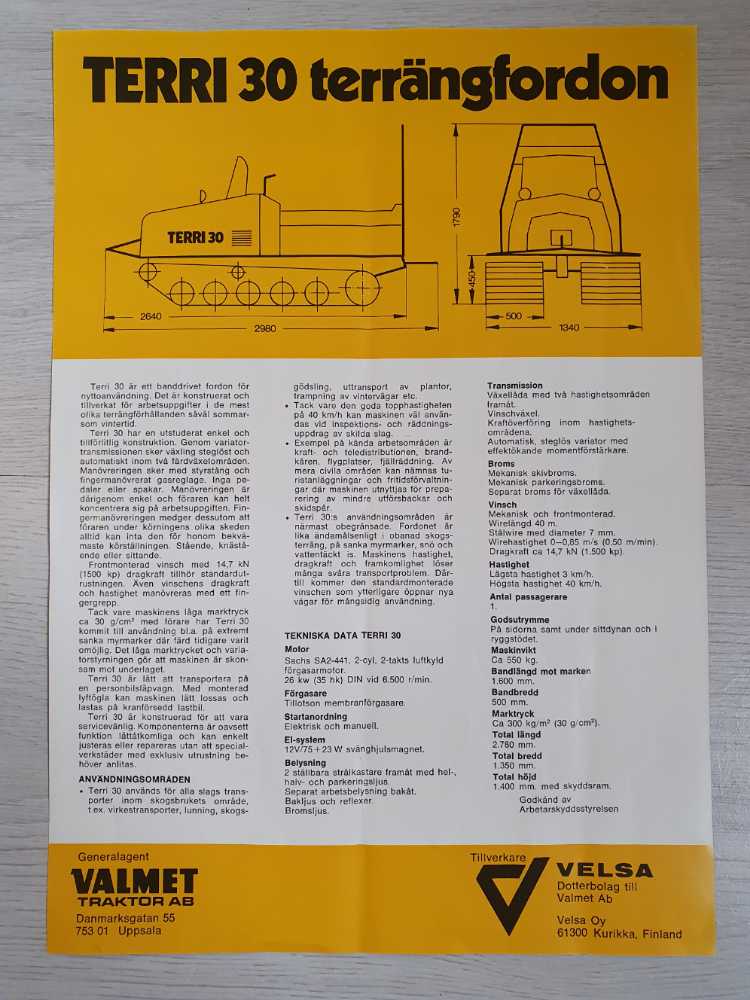 TERRI 30 terrängfordon
TERRI 30
2640
2980
1790
450
500
1340
Terri 30 är ett banddrivet fordon för
nyttoanvändning. Det är konstruerat och
tillverkat för arbetsuppgifter i de mest
olika terrängförhållanden såväl sommar-
som vintertid.
Terri 30 har en utstuderat enkel och
tillförlitlig konstruktion. Genom variator-
transmissionen sker växling steglöst och
automatiskt inom två färdväxelområden.
Manövreringen sker med styrstång och
fingermanövrerat gasreglage. Inga pe-
daler eller spakar. Manövreringen är
därigenom enkel och föraren kan helt
koncentrera sig på arbetsuppgiften. Fin-
germanövreringen medger dessutom att
föraren under körningens olika skeden
alltid kan inta den för honom bekvä-
maste körställningen. Stående, knästå-
ende eller sittande.
Frontmonterad vinsch med 14,7 kN
(1500 kp) dragkraft tillhör standardut-
rustningen. Även vinschens dragkraft
och hastighet manövreras med ett fin-
gergrepp.
Tack vare maskinens låga marktryck
ca 30 g/cm² med förare har Terri 30
kommit till användning bl.a. på extremt
sanka myrmarker där färd tidigare varit
omöjlig. Det låga marktrycket och varia-
torstyrningen gör att maskinen är skon-
sam mot underlaget.
Terri 30 är lätt att transportera på
en personbilsläpvagn. Med monterad
lyftögla kan maskinen lätt lossas och
lastas på kranförsedd lastbil.
Terri 30 är konstruerad för att vara
servicevänlig. Komponenterna är oavsett
funktion lättåtkomliga och kan enkelt
justeras eller repareras utan att special-
verkstäder med exklusiv utrustning be-
höver anlitas.
ANVÄNDNINGSOMRÅDEN
• Terri 30 används för alla slags trans-
porter inom skogsbrukets område,
t.ex. virkestransporter, lunning, skogs-
gödsling, uttransport av plantor,
trampning av vintervägar etc.
• Tack vare den goda topphastigheten
på 40 km/h kan maskinen väl använ-
das vid inspektions- och räddnings-
uppdrag av skilda slag.
• Exempel på kända arbetsområden är
kraft- och teledistributionen, brand-
kåren, flygplatser, fjällräddning. Av
mera civila områden kan nämnas tu-
ristanläggningar och fritidsförvaltnin-
gar där maskinen utnyttjas för prepa-
rering av mindre utförsbackar och
skidspår.
• Terri 30:s användningsområden är
närmast obegränsade. Fordonet är
lika ändamålsenligt i obanad skogs-
terräng, på sanka myrmarker, snö och
vattentäckt is. Maskinens hastighet,
dragkraft och framkomlighet löser
många svåra transportproblem. Där-
till kommer den standardmonterade
vinschen som ytterligare öppnar nya
vägar för mångsidig användning.
TEKNISKA DATA TERRI 30
Motor
Sachs SA2-441, 2-cyl. 2-takts luftkyld
förgasarmotor.
26 kw (35 hk) DIN vid 6.500 r/min.
Förgasare
Tillotson membranförgasare.
Startanordning
Elektrisk och manuell.
El-system
12V/75+23 W svänghjulsmagnet.
Belysning
2 ställbara strålkastare framåt med hel-,
halv- och parkeringsljus.
Separat arbetsbelysning bakåt.
Bakljus och reflexer.
Bromsljus.
Transmission
Växellåda med två hastighetsområden
framåt.
Vinschväxel.
Kraftöverföring inom hastighets-
områdena.
Automatisk, steglös variator med
effektökande momentförstärkare.
Broms
Mekanisk skivbroms.
Mekanisk parkeringsbroms.
Separat broms för växellåda.
Vinsch
Mekanisk och frontmonterad.
Wirelängd 40 m.
Stålwire med diameter 7 mm.
Wirehastighet 0–0,85 m/s (0,50 m/min).
Dragkraft ca 14,7 kN (1.500 kp).
Hastighet
Lägsta hastighet 3 km/h.
Högsta hastighet 40 km/h.
Antal passagerare
1.
Godsutrymme
På sidorna samt under sittdynan och i
ryggstödet.
Maskinvikt
Ca 550 kg.
Bandlängd mot marken
1.600 mm.
Bandbredd
500 mm.
Marktryck
Ca 300 kg/m² (30 g/cm²).
Total längd
2.760 mm.
Total bredd
1.350 mm.
Total höjd
1.400 mm. med skyddsram.
Godkänd av
Arbetarskyddsstyrelsen
Generalagent
VALMET
TRAKTOR AB
Danmarksgatan 55
753 01 Uppsala
Tillverkare
VELSA
Dotterbolag till
Valmet Ab
Velsa Oy
61300 Kurikka, Finland